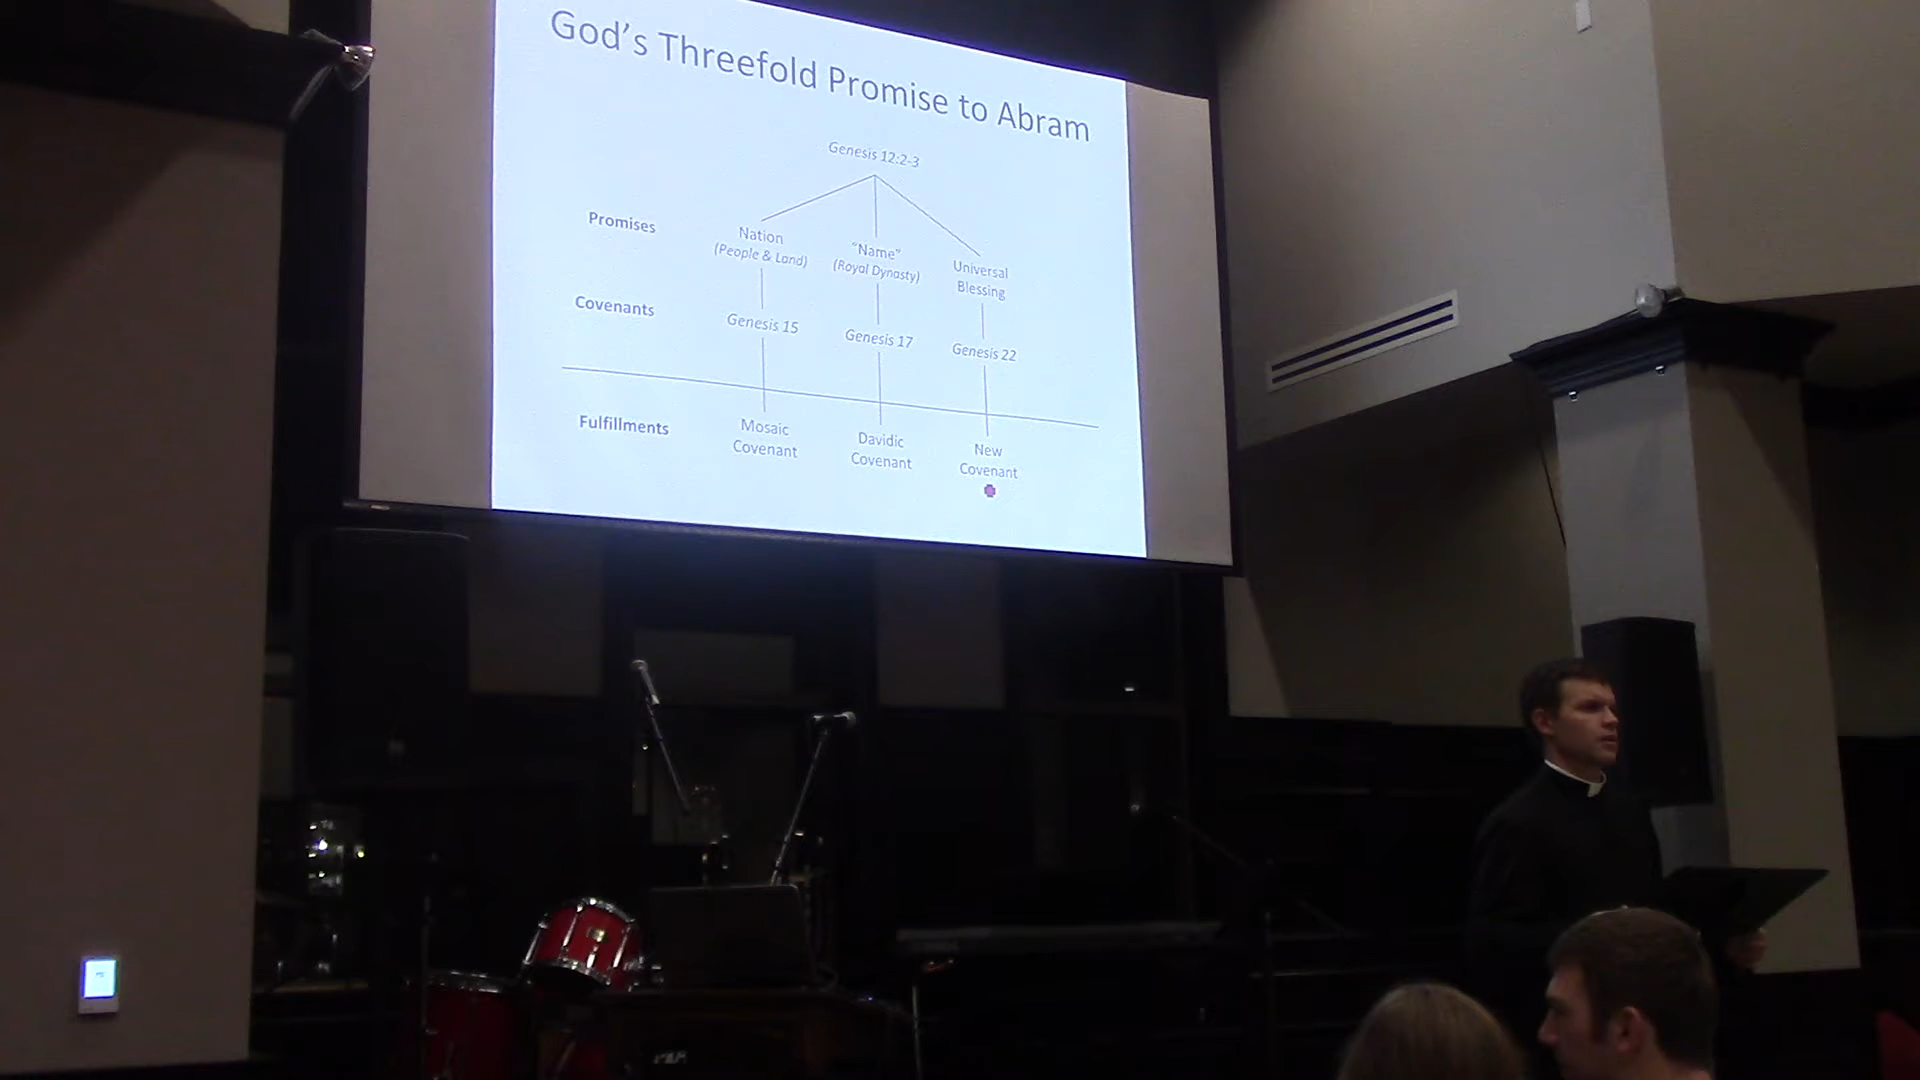 God's Threefold Promise to Abram
Genesis 12:2-3
Promises
Nation
(People & Land)
"Name"
(Royal Dynasty)
Universal
Blessing
Covenants
Genesis 15
Genesis 17
Genesis 22
Fulfillments
Mosaic
Covenant
Davidic
Covenant
New
Covenant